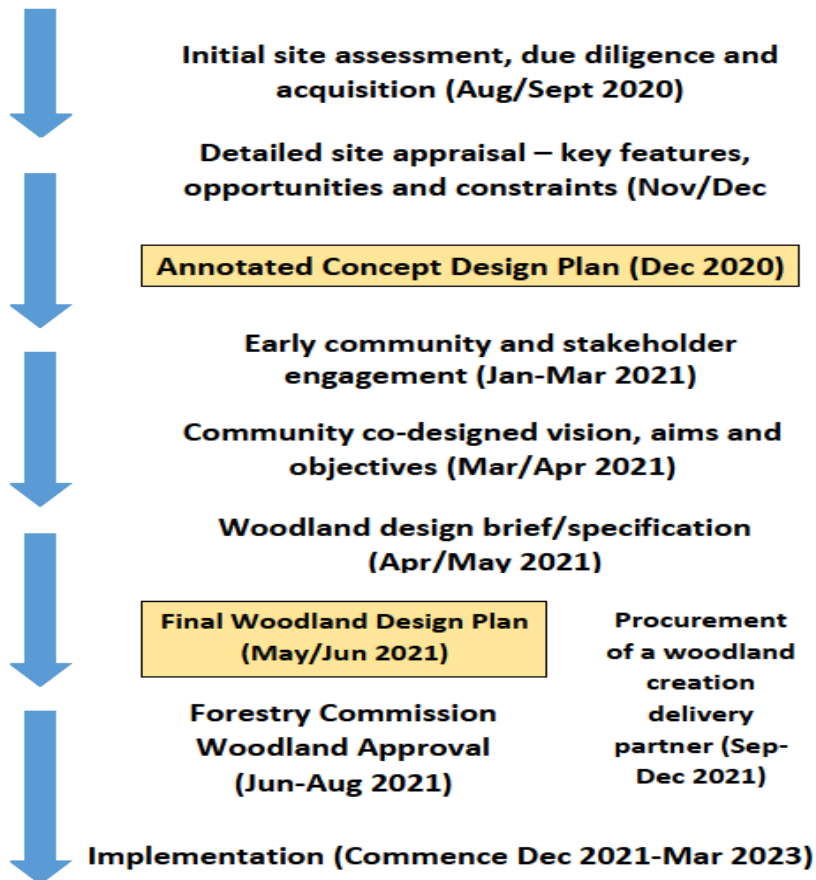 Initial site assessment, due diligence and
acquisition (Aug/Sept 2020)
Detailed site appraisal – key features,
opportunities and constraints (Nov/Dec
Annotated Concept Design Plan (Dec 2020)
Early community and stakeholder
engagement (Jan-Mar 2021)
Community co-designed vision, aims and
objectives (Mar/Apr 2021)
Woodland design brief/specification
(Apr/May 2021)
Final Woodland Design Plan
(May/Jun 2021)
Forestry Commission
Woodland Approval
(Jun-Aug 2021)
Procurement
of a woodland
creation
delivery
partner (Sep-
Dec 2021)
Implementation (Commence Dec 2021-Mar 2023)